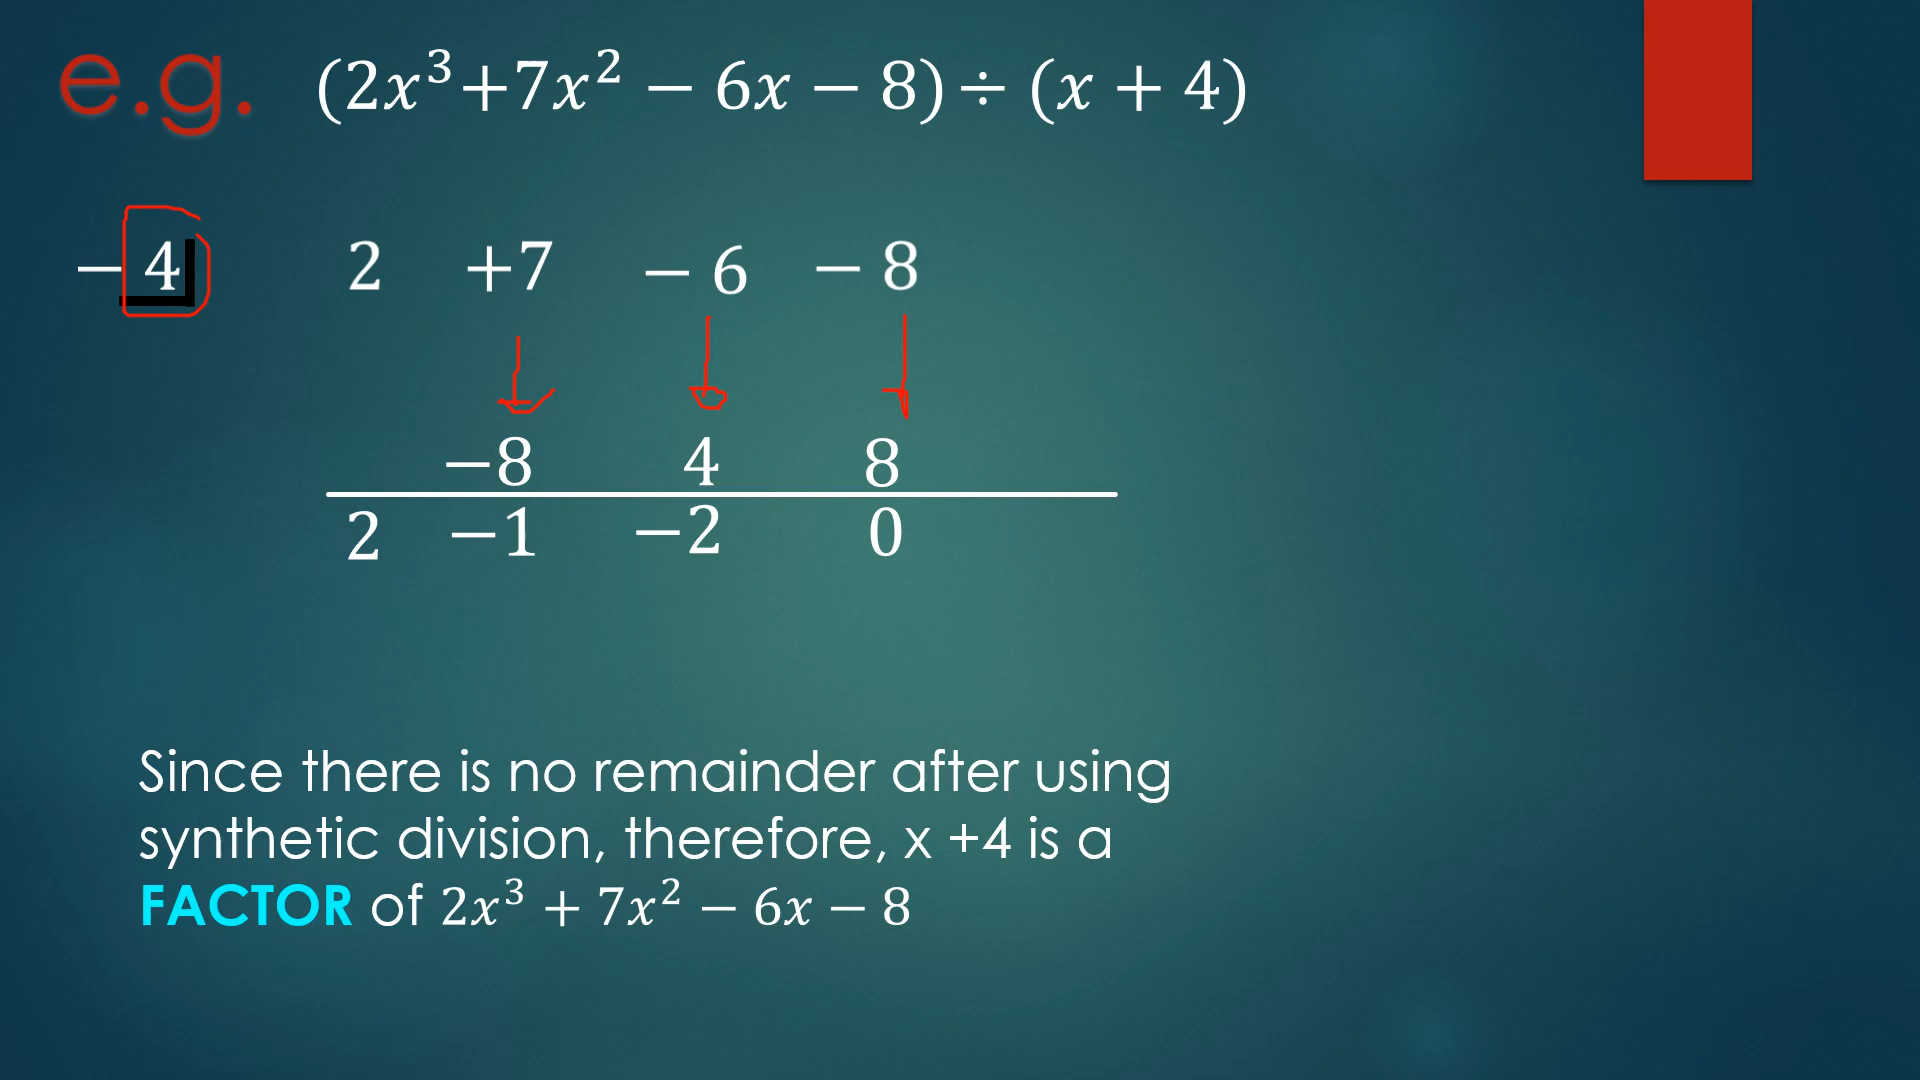 e.g. (2x³+7x² − 6x − 8) ÷ (x + 4)
− 4 2 +7 − 6 − 8
−8 4 8
2 −1 −2 0
Since there is no remainder after using
synthetic division, therefore, x +4 is a
FACTOR of 2x³ + 7x² − 6x − 8